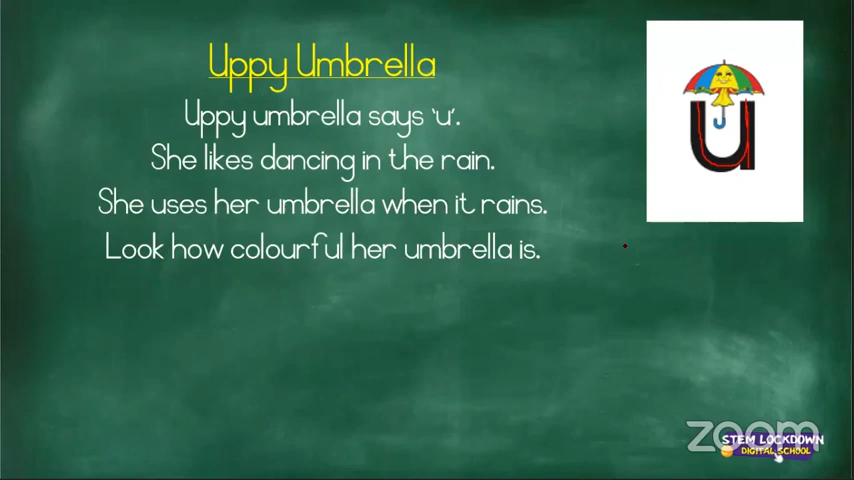 Uppy Umbrella
Uppy umbrella says 'u'.
She likes dancing in the rain.
She uses her umbrella when it rains.
Look how colourful her umbrella is.
u
zoom
STEM LOCKDOWN
DIGITAL SCHOOL